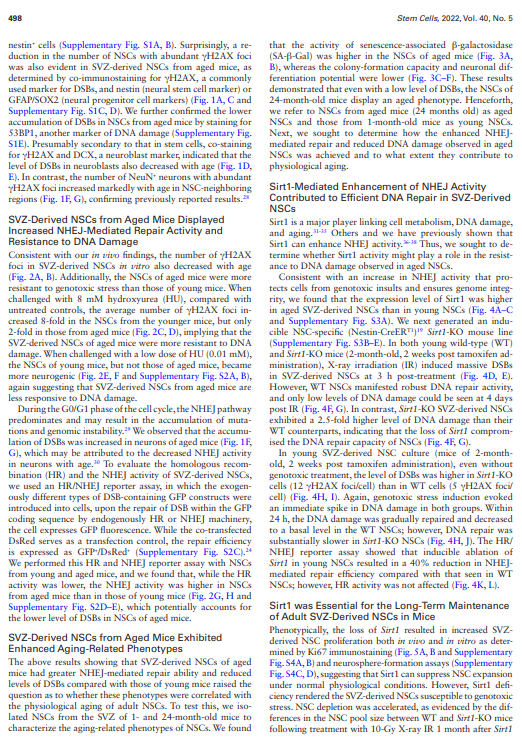 498
Stem Cells, 2022, Vol. 40, No. 5
nestin⁺ cells (Supplementary Fig. S1A, B). Surprisingly, a re-
duction in the number of NSCs with abundant γH2AX foci
was also evident in SVZ-derived NSCs from aged mice, as
determined by co-immunostaining for γH2AX, a commonly
used marker for DSBs, and nestin (neural stem cell marker) or
GFAP/SOX2 (neural progenitor cell markers) (Fig. 1A, C and
Supplementary Fig. S1C, D). We further confirmed the lower
accumulation of DSBs in NSCs from aged mice by staining for
53BP1, another marker of DNA damage (Supplementary Fig.
S1E). Presumably secondary to that in stem cells, co-staining
for γH2AX and DCX, a neuroblast marker, indicated that the
level of DSBs in neuroblasts also decreased with age (Fig. 1D,
E). In contrast, the number of NeuN⁺ neurons with abundant
γH2AX foci increased markedly with age in NSC-neighboring
regions (Fig. 1F, G), confirming previously reported results.²⁸
SVZ-Derived NSCs from Aged Mice Displayed
Increased NHEJ-Mediated Repair Activity and
Resistance to DNA Damage
Consistent with our in vivo findings, the number of γH2AX
foci in SVZ-derived NSCs in vitro also decreased with age
(Fig. 2A, B). Additionally, the NSCs of aged mice were more
resistant to genotoxic stress than those of young mice. When
challenged with 8 mM hydroxyurea (HU), compared with
untreated controls, the average number of γH2AX foci in-
creased 8-fold in the NSCs from the younger mice, but only
2-fold in those from aged mice (Fig. 2C, D), implying that the
SVZ-derived NSCs of aged mice were more resistant to DNA
damage. When challenged with a low dose of HU (0.01 mM),
the NSCs of young mice, but not those of aged mice, became
more neurogenic (Fig. 2E, F and Supplementary Fig. S2A, B),
again suggesting that SVZ-derived NSCs from aged mice are
less responsive to DNA damage.
During the G0/G1 phase of the cell cycle, the NHEJ pathway
predominates and may result in the accumulation of muta-
tions and genomic instability.²⁹ We observed that the accumu-
lation of DSBs was increased in neurons of aged mice (Fig. 1F,
G), which may be attributed to the decreased NHEJ activity
in neurons with age.³⁰ To evaluate the homologous recom-
bination (HR) and the NHEJ activity of SVZ-derived NSCs,
we used an HR/NHEJ reporter assay, in which the exogen-
ously different types of DSB-containing GFP constructs were
introduced into cells, upon the repair of DSB within the GFP
coding sequence by endogenously HR or NHEJ machinery,
the cell expresses GFP fluorescence. While the co-transfected
DsRed serves as a transfection control, the repair efficiency
is expressed as GFP⁺/DsRed⁺ (Supplementary Fig. S2C).²⁴
We performed this HR and NHEJ reporter assay with NSCs
from young and aged mice, and we found that, while the HR
activity was lower, the NHEJ activity was higher in NSCs
from aged mice than in those of young mice (Fig. 2G, H and
Supplementary Fig. S2D–E), which potentially accounts for
the lower level of DSBs in NSCs of aged mice.
SVZ-Derived NSCs from Aged Mice Exhibited
Enhanced Aging-Related Phenotypes
The above results showing that SVZ-derived NSCs of aged
mice had greater NHEJ-mediated repair ability and reduced
levels of DSBs compared with those of young mice raised the
question as to whether these phenotypes were correlated with
the physiological aging of adult NSCs. To test this, we iso-
lated NSCs from the SVZ of 1- and 24-month-old mice to
characterize the aging-related phenotypes of NSCs. We found
that the activity of senescence-associated β-galactosidase
(SA-β-Gal) was higher in the NSCs of aged mice (Fig. 3A,
B), whereas the colony-formation capacity and neuronal dif-
ferentiation potential were lower (Fig. 3C–F). These results
demonstrated that even with a low level of DSBs, the NSCs of
24-month-old mice display an aged phenotype. Henceforth,
we refer to NSCs from aged mice (24 months old) as aged
NSCs and those from 1-month-old mice as young NSCs.
Next, we sought to determine how the enhanced NHEJ-
mediated repair and reduced DNA damage observed in aged
NSCs was achieved and to what extent they contribute to
physiological aging.
Sirt1-Mediated Enhancement of NHEJ Activity
Contributed to Efficient DNA Repair in SVZ-Derived
NSCs
Sirt1 is a major player linking cell metabolism, DNA damage,
and aging.³¹⁻³⁵ Others and we have previously shown that
Sirt1 can enhance NHEJ activity.³⁶⁻³⁸ Thus, we sought to de-
termine whether Sirt1 activity might play a role in the resist-
ance to DNA damage observed in aged NSCs.
Consistent with an increase in NHEJ activity that pro-
tects cells from genotoxic insults and ensures genome integ-
rity, we found that the expression level of Sirt1 was higher
in aged SVZ-derived NSCs than in young NSCs (Fig. 4A–C
and Supplementary Fig. S3A). We next generated an indu-
cible NSC-specific (Nestin-CreERᵀ²)³⁹ Sirt1-KO mouse line
(Supplementary Fig. S3B–E). In both young wild-type (WT)
and Sirt1-KO mice (2-month-old, 2 weeks post tamoxifen ad-
ministration), X-ray irradiation (IR) induced massive DSBs
in SVZ-derived NSCs at 3 h post-treatment (Fig. 4D, E).
However, WT NSCs manifested robust DNA repair activity,
and only low levels of DNA damage could be seen at 4 days
post IR (Fig. 4F, G). In contrast, Sirt1-KO SVZ-derived NSCs
exhibited a 2.5-fold higher level of DNA damage than their
WT counterparts, indicating that the loss of Sirt1 comprom-
ised the DNA repair capacity of NSCs (Fig. 4F, G).
In young SVZ-derived NSC culture (mice of 2-month-
old, 2 weeks post tamoxifen administration), even without
genotoxic treatment, the level of DSBs was higher in Sirt1-KO
cells (12 γH2AX foci/cell) than in WT cells (5 γH2AX foci/
cell) (Fig. 4H, I). Again, genotoxic stress induction evoked
an immediate spike in DNA damage in both groups. Within
24 h, the DNA damage was gradually repaired and decreased
to a basal level in the WT NSCs; however, DNA repair was
substantially slower in Sirt1-KO NSCs (Fig. 4H, J). The HR/
NHEJ reporter assay showed that inducible ablation of
Sirt1 in young NSCs resulted in a 40% reduction in NHEJ-
mediated repair efficiency compared with that seen in WT
NSCs; however, HR activity was not affected (Fig. 4K, L).
Sirt1 was Essential for the Long-Term Maintenance
of Adult SVZ-Derived NSCs in Mice
Phenotypically, the loss of Sirt1 resulted in increased SVZ-
derived NSC proliferation both in vivo and in vitro as deter-
mined by Ki67 immunostaining (Fig. 5A, B and Supplementary
Fig. S4A, B) and neurosphere-formation assays (Supplementary
Fig. S4C, D), suggesting that Sirt1 can suppress NSC expansion
under normal physiological conditions. However, Sirt1 defi-
ciency rendered the SVZ-derived NSCs susceptible to genotoxic
stress. NSC depletion was accelerated, as evidenced by the dif-
ferences in the NSC pool size between WT and Sirt1-KO mice
following treatment with 10-Gy X-ray IR 1 month after Sirt1